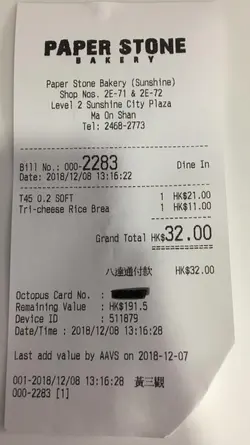 PAPER STONE
BAKERY
Paper Stone Bakery (Sunshine)
Shop Nos. 2E-71 & 2E-72
Level 2 Sunshine City Plaza
Ma On Shan
Tel: 2468-2773
Bill No.: 000-2283 Dine In
Date: 2018/12/08 13:16:22
T45 0.2 SOFT 1 HK$21.00
Tri-cheese Rice Brea 1 HK$11.00
Grand Total HK$32.00
八達通付款 HK$32.00
Octopus Card No. :
Remaining Value : HK$191.5
Device ID : 511879
Date/Time : 2018/12/08 13:16:28
Last add value by AAVS on 2018-12-07
001-2018/12/08 13:16:28 黃三觀
000-2283 [1]